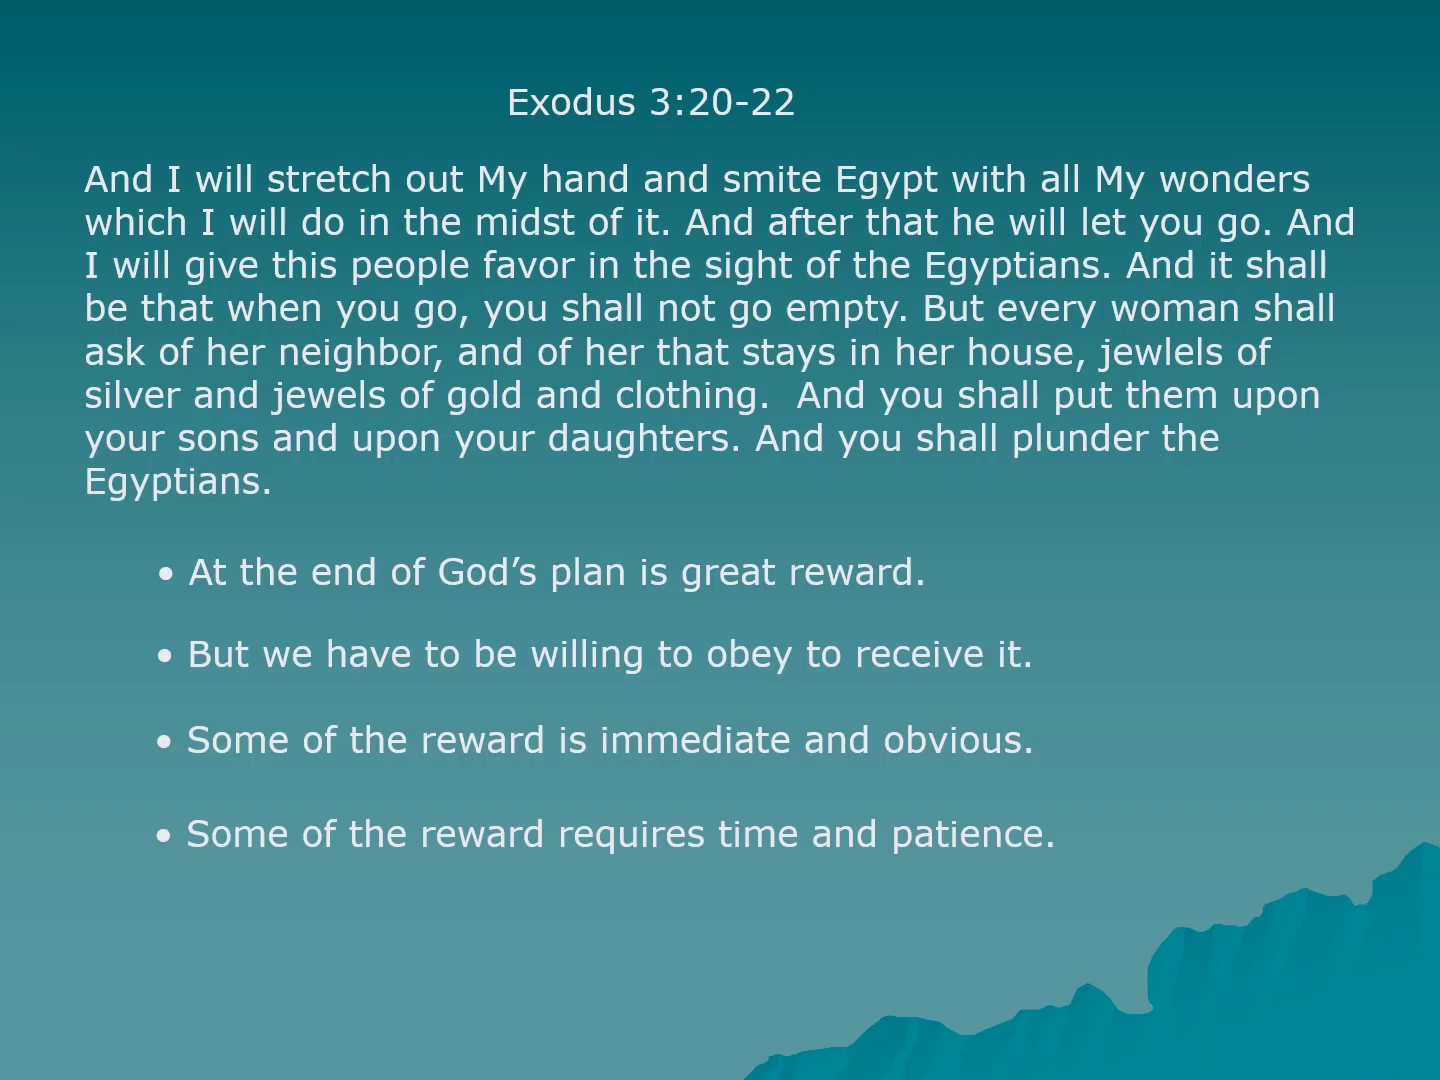 Exodus 3:20-22
And I will stretch out My hand and smite Egypt with all My wonders
which I will do in the midst of it. And after that he will let you go. And
I will give this people favor in the sight of the Egyptians. And it shall
be that when you go, you shall not go empty. But every woman shall
ask of her neighbor, and of her that stays in her house, jewlels of
silver and jewels of gold and clothing.  And you shall put them upon
your sons and upon your daughters. And you shall plunder the
Egyptians.
• At the end of God’s plan is great reward.
• But we have to be willing to obey to receive it.
• Some of the reward is immediate and obvious.
• Some of the reward requires time and patience.